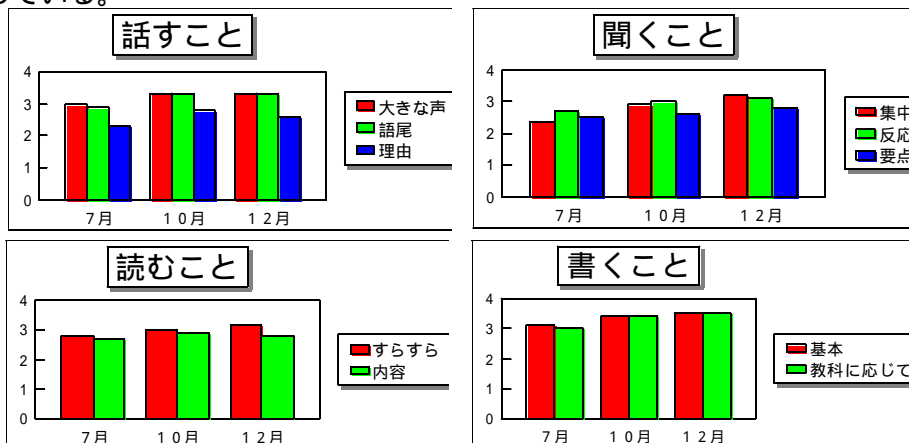 ている。
話すこと
4
3
2
1
0
7月
１０月
１２月
大きな声
語尾
理由
聞くこと
4
3
2
1
0
7月
１０月
１２月
集中
反応
要点
読むこと
4
3
2
1
0
7月
１０月
１２月
すらすら
内容
書くこと
4
3
2
1
0
7月
１０月
１２月
基本
教科に応じて